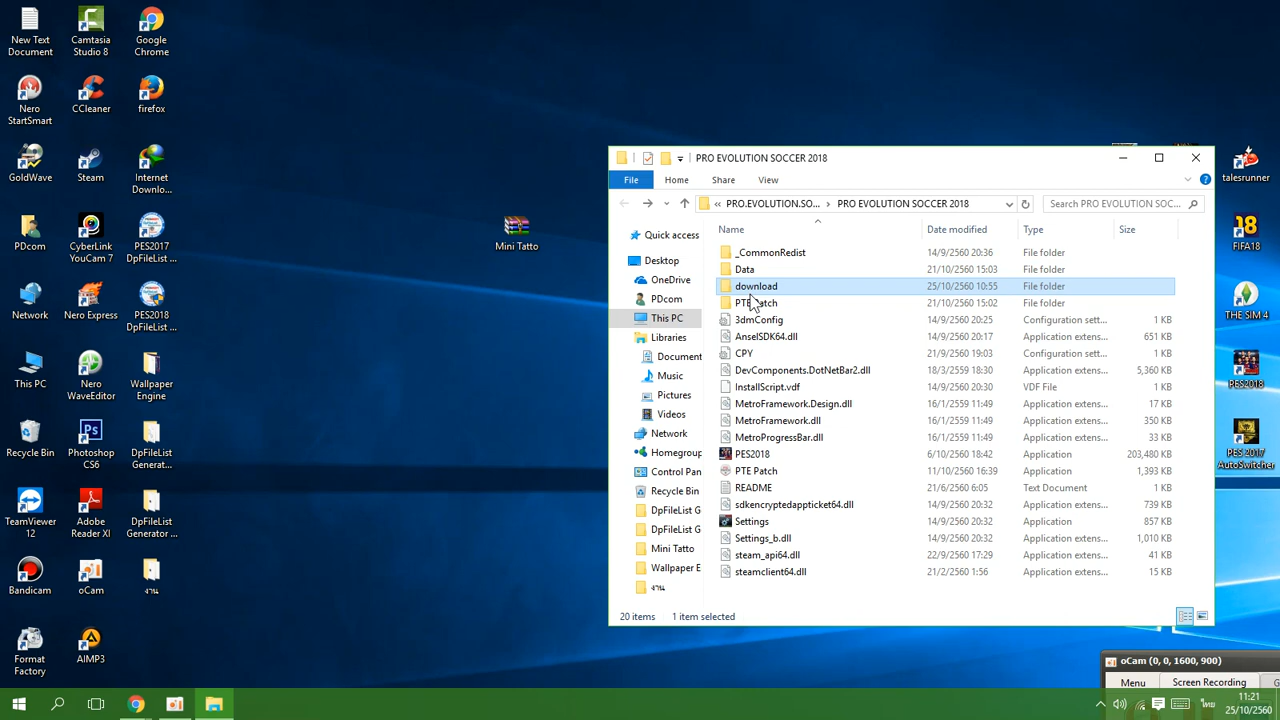 New Text
Document
Camtasia
Studio 8
Google
Chrome
Nero
StartSmart
CCleaner
firefox
GoldWave
Steam
Internet
Downlo...
PDcom
CyberLink
YouCam 7
PES2017
DpFileList ...
Network
Nero Express
PES2018
DpFileList ...
This PC
Nero
WaveEditor
Wallpaper
Engine
Recycle Bin
Photoshop
CS6
DpFileList
Generat...
TeamViewer
12
Adobe
Reader XI
DpFileList
Generator ...
Bandicam
oCam
งาน
Format
Factory
AIMP3
Mini Tatto
PRO EVOLUTION SOCCER 2018
File Home Share View
« PRO.EVOLUTION.SO... › PRO EVOLUTION SOCCER 2018
Search PRO EVOLUTION SOC...
Quick access
Desktop
OneDrive
PDcom
This PC
Libraries
Document
Music
Pictures
Videos
Network
Homegroup
Control Pan
Recycle Bin
DpFileList G
DpFileList G
Mini Tatto
Wallpaper E
งาน
Name Date modified Type Size
_CommonRedist 14/9/2560 20:36 File folder
Data 21/10/2560 15:03 File folder
download 25/10/2560 10:55 File folder
PTE Patch 21/10/2560 15:02 File folder
3dmConfig 14/9/2560 20:25 Configuration sett... 1 KB
AnselSDK64.dll 14/9/2560 20:17 Application extens... 651 KB
CPY 21/9/2560 19:03 Configuration sett... 1 KB
DevComponents.DotNetBar2.dll 18/3/2559 18:30 Application extens... 5,360 KB
InstallScript.vdf 14/9/2560 20:30 VDF File 1 KB
MetroFramework.Design.dll 16/1/2559 11:49 Application extens... 17 KB
MetroFramework.dll 16/1/2559 11:49 Application extens... 350 KB
MetroProgressBar.dll 16/1/2559 11:49 Application extens... 33 KB
PES2018 6/10/2560 18:42 Application 203,480 KB
PTE Patch 11/10/2560 16:39 Application 1,393 KB
README 21/6/2560 6:05 Text Document 1 KB
sdkencryptedappticket64.dll 14/9/2560 20:32 Application extens... 739 KB
Settings 14/9/2560 20:32 Application 857 KB
Settings_b.dll 14/9/2560 20:32 Application extens... 1,010 KB
steam_api64.dll 22/9/2560 17:29 Application extens... 41 KB
steamclient64.dll 21/2/2560 1:56 Application extens... 15 KB
20 items 1 item selected
talesrunner
18
FIFA18
THE SIM 4
PES2018
PES 2017
AutoSwitcher
oCam (0, 0, 1600, 900)
Menu Screen Recording G
ไทย
11:21
25/10/2560